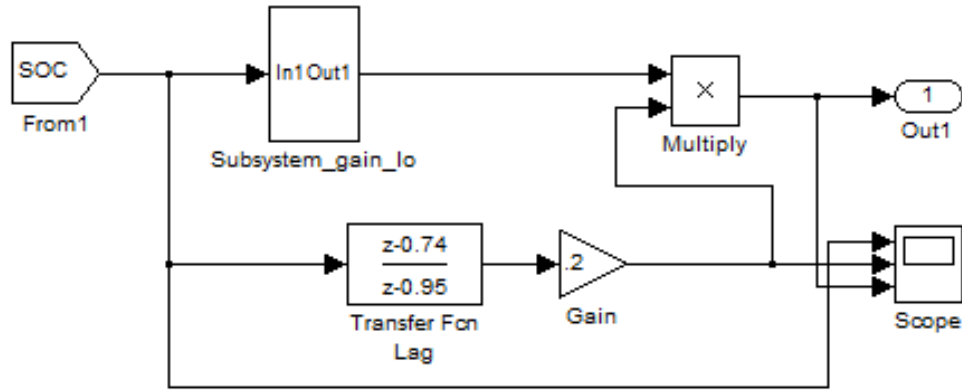 SOC
From1
In1Out1
Subsystem_gain_lo
×
Multiply
1
Out1
z-0.74
z-0.95
Transfer Fcn
Lag
.2
Gain
Scope